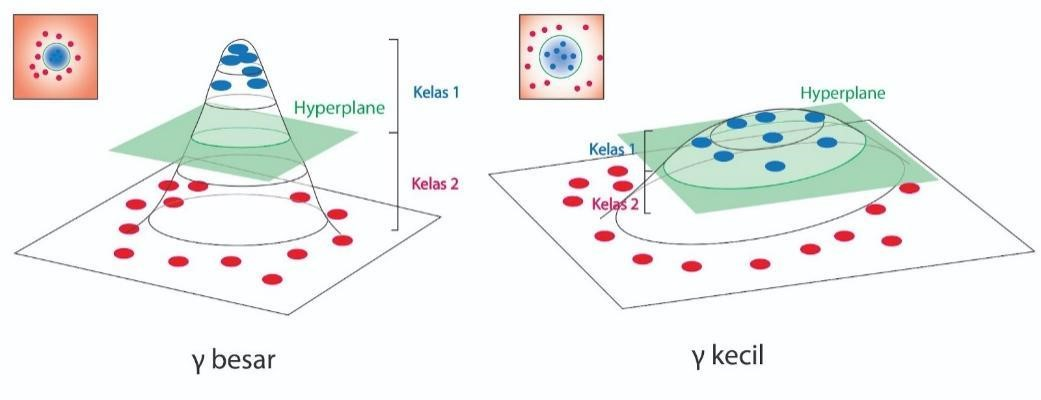 Hyperplane
Kelas 1
Kelas 2
γ besar
Hyperplane
Kelas 1
Kelas 2
γ kecil